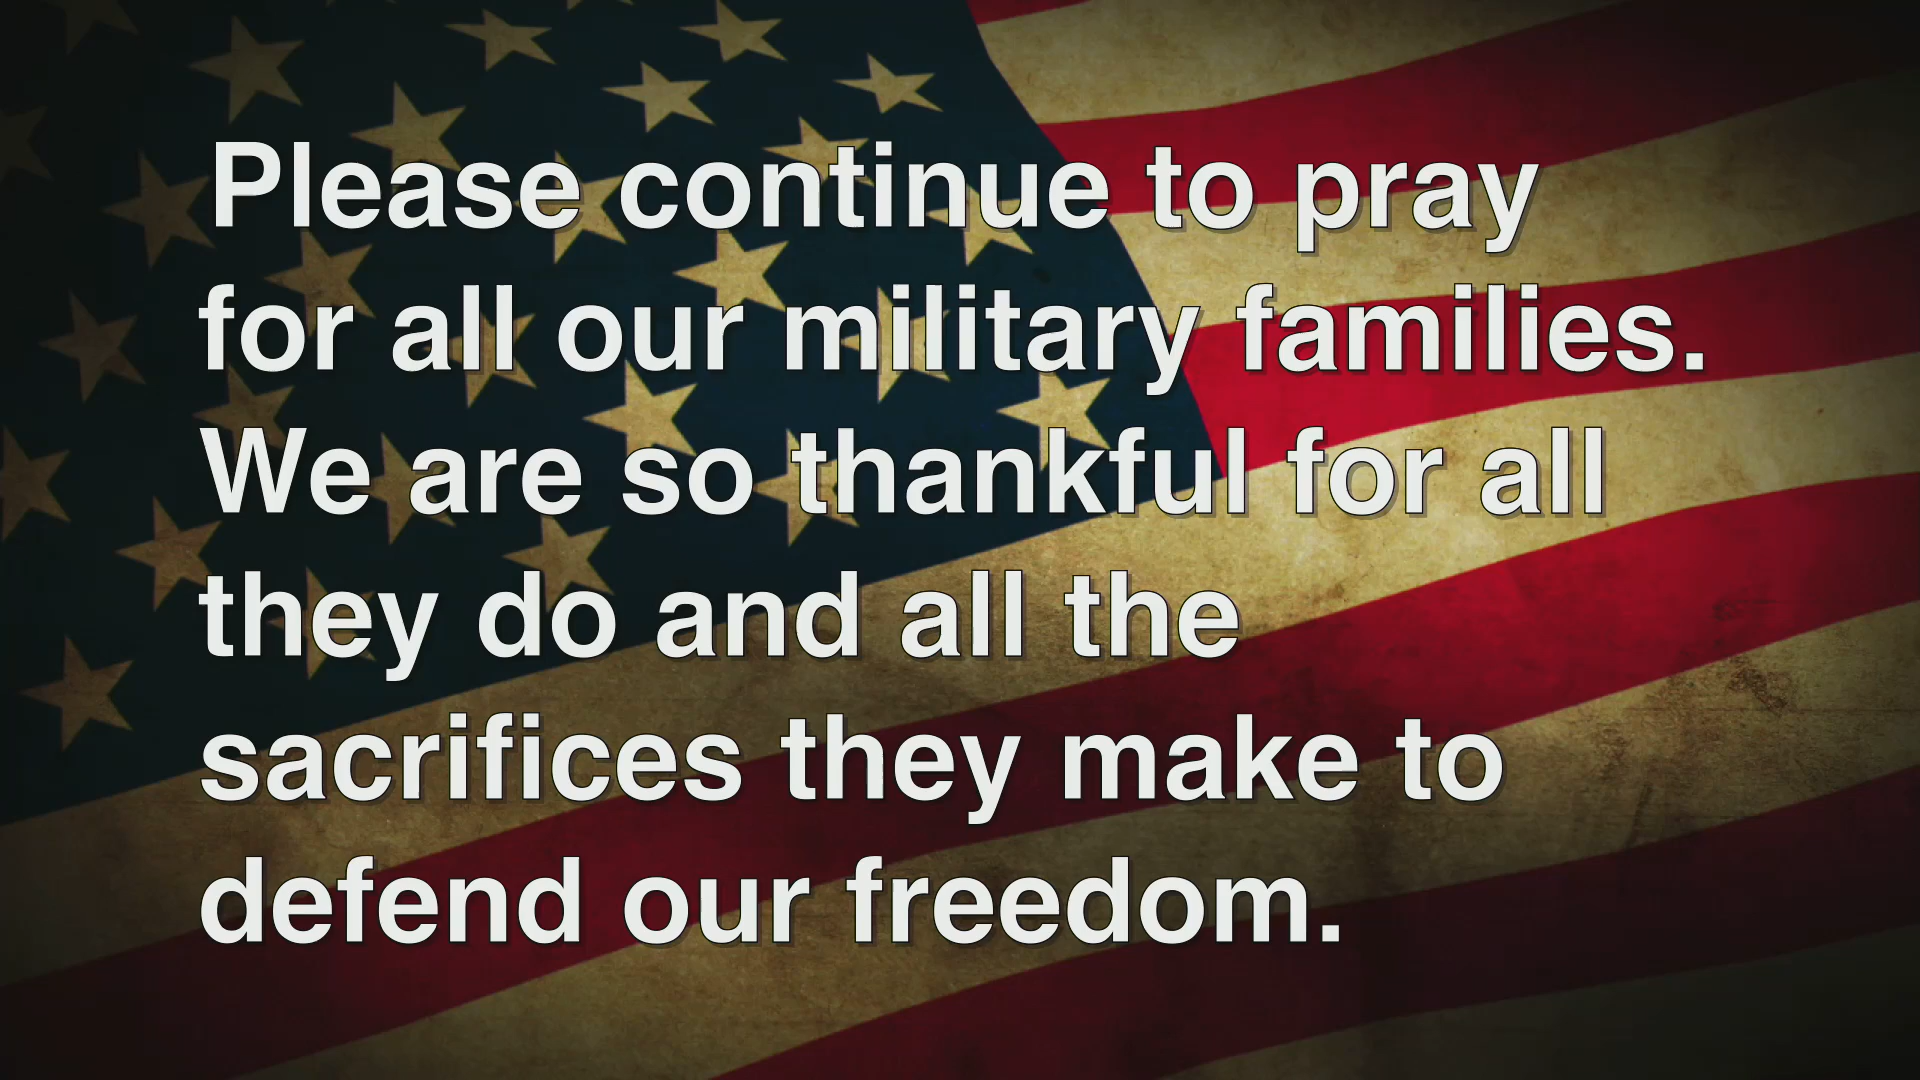 Please continue to pray
for all our military families.
We are so thankful for all
they do and all the
sacrifices they make to
defend our freedom.